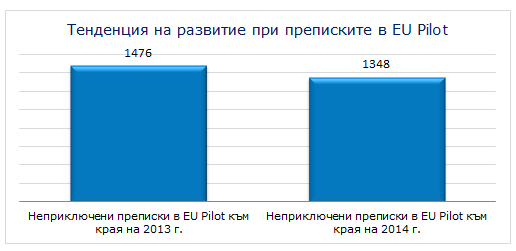 Тенденция на развитие при преписките в EU Pilot
1476
1348
Неприключени преписки в EU Pilot към
края на 2013 г.
Неприключени преписки в EU Pilot към
края на 2014 г.